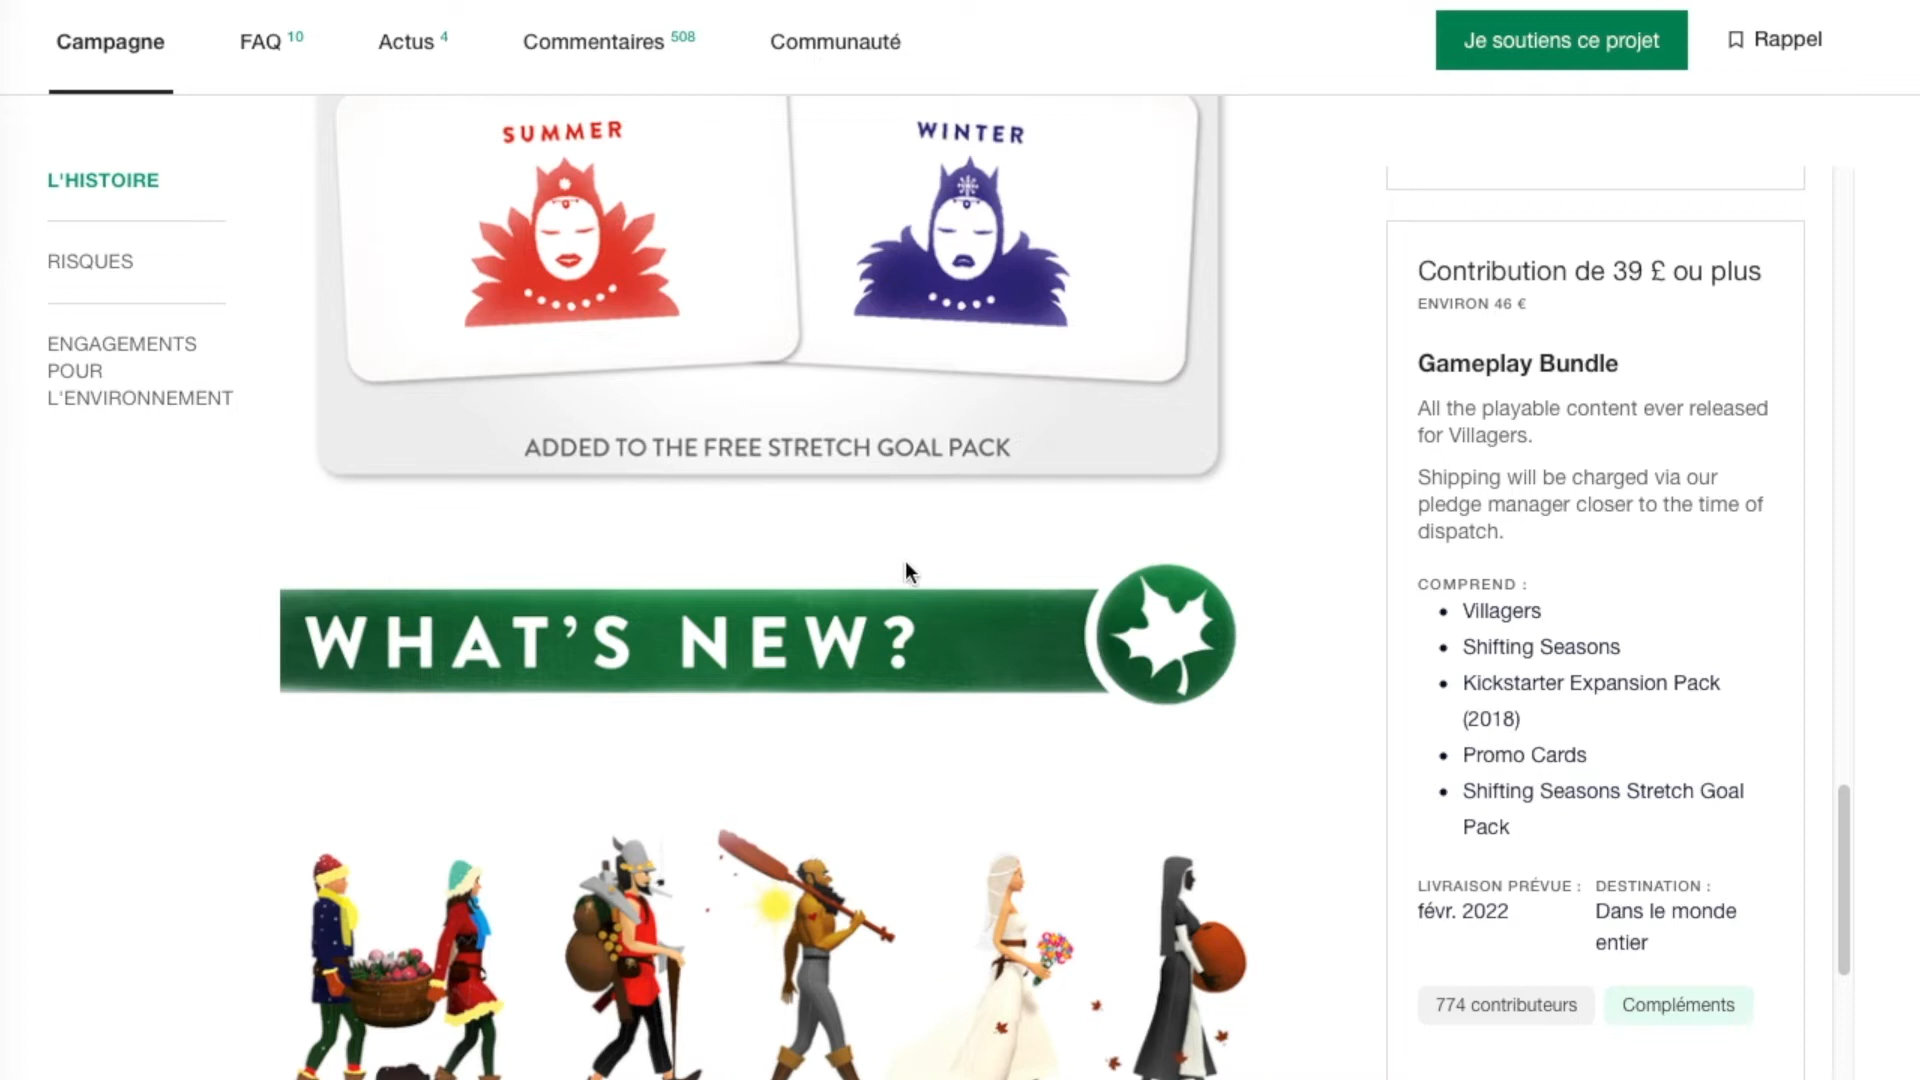 Campagne
FAQ 10
Actus 4
Commentaires 508
Communauté
Je soutiens ce projet
Rappel
L'HISTOIRE
RISQUES
ENGAGEMENTS
POUR
L'ENVIRONNEMENT
SUMMER
WINTER
ADDED TO THE FREE STRETCH GOAL PACK
WHAT'S NEW?
Contribution de 39 £ ou plus
ENVIRON 46 €
Gameplay Bundle
All the playable content ever released
for Villagers.
Shipping will be charged via our
pledge manager closer to the time of
dispatch.
COMPREND :
• Villagers
• Shifting Seasons
• Kickstarter Expansion Pack
(2018)
• Promo Cards
• Shifting Seasons Stretch Goal
Pack
LIVRAISON PRÉVUE :
févr. 2022
DESTINATION :
Dans le monde
entier
774 contributeurs
Compléments